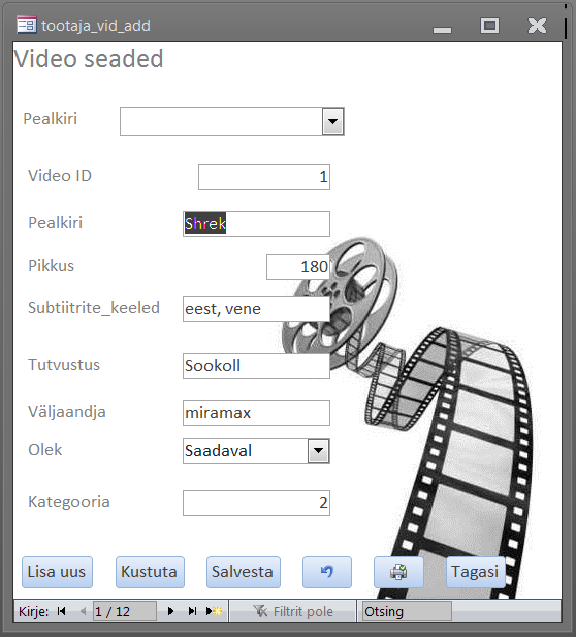 tootaja_vid_add
Video seaded
Pealkiri
Video ID 1
Pealkiri Shrek
Pikkus 180
Subtiitrite_keeled eest, vene
Tutvustus Sookoll
Väljaandja miramax
Olek Saadaval
Kategooria 2
Lisa uus Kustuta Salvesta Tagasi
Kirje: 1 / 12 Filtrit pole Otsing